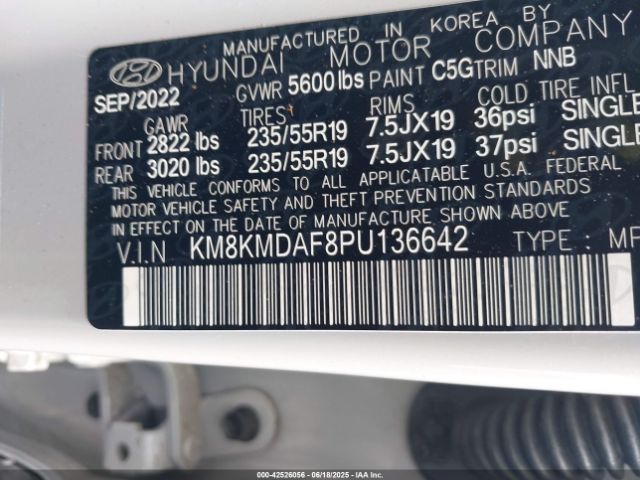 MANUFACTURED IN KOREA BY
HYUNDAI MOTOR COMPANY
SEP/2022 GVWR 5600 lbs PAINT C5G TRIM NNB
GAWR TIRES RIMS COLD TIRE INFL
FRONT 2822 lbs 235/55R19 7.5JX19 36psi SINGLE
REAR 3020 lbs 235/55R19 7.5JX19 37psi SINGLE
THIS VEHICLE CONFORMS TO ALL APPLICATABLE U.S.A FEDERAL
MOTOR VEHICLE SAFETY AND THEFT PREVENTION STANDARDS
IN EFFECT ON THE DATE OF MANUFACTURE SHOWN ABOVE
V.I.N KM8KMDAF8PU136642 TYPE : MP
000-42526056 - 06/18/2025 - IAAI.COM